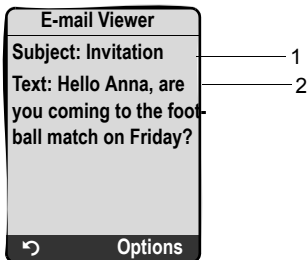 E-mail Viewer
Subject: Invitation
1
Text: Hello Anna, are
2
you coming to the foot-
ball match on Friday?
Options